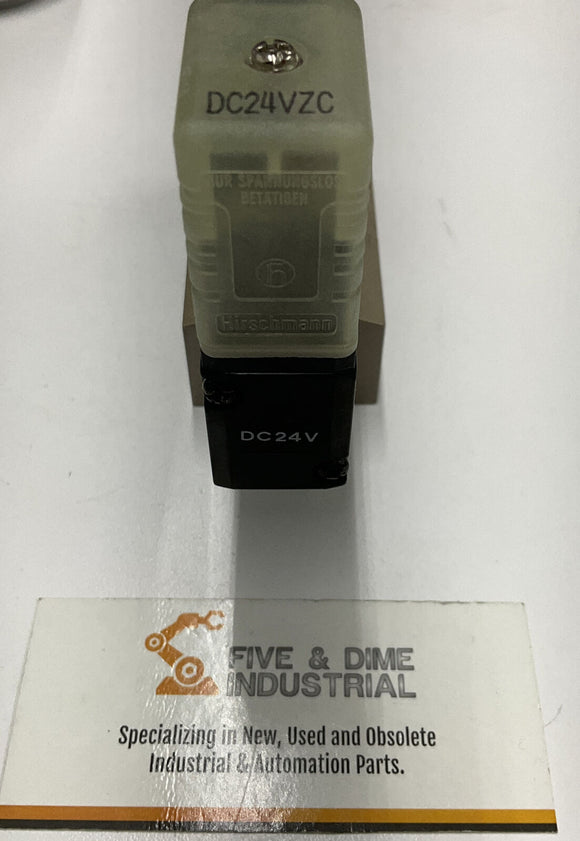 DC24VZC
NUR SPANNUNGSLOS
BETÄTIGEN
h
Hirschmann
DC24V
FIVE & DIME
INDUSTRIAL
Specializing in New, Used and Obsolete
Industrial & Automation Parts.